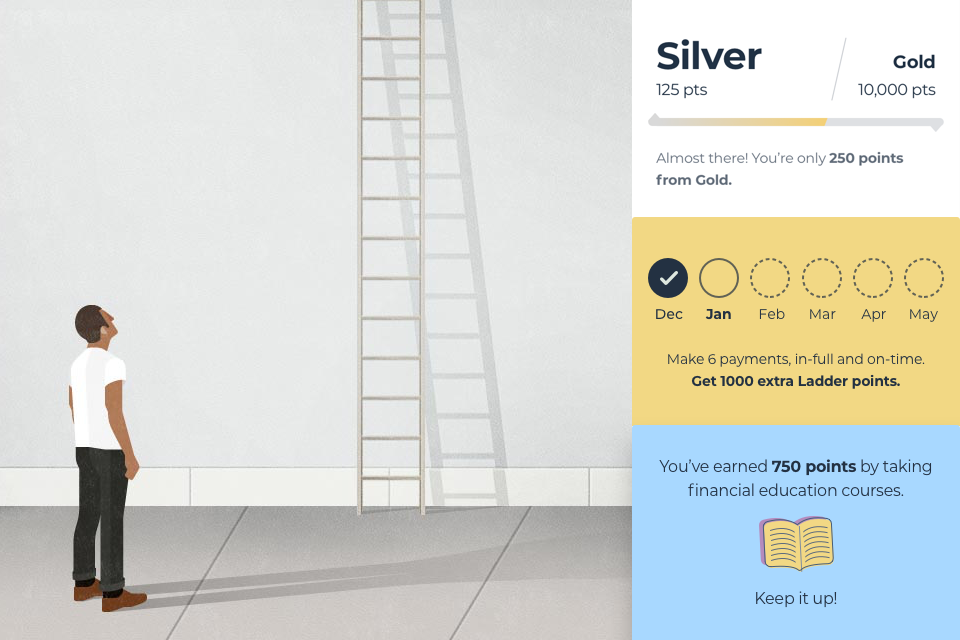 Silver
Gold
125 pts
10,000 pts
Almost there! You’re only 250 points
from Gold.
Dec Jan Feb Mar Apr May
Make 6 payments, in-full and on-time.
Get 1000 extra Ladder points.
You’ve earned 750 points by taking
financial education courses.
Keep it up!